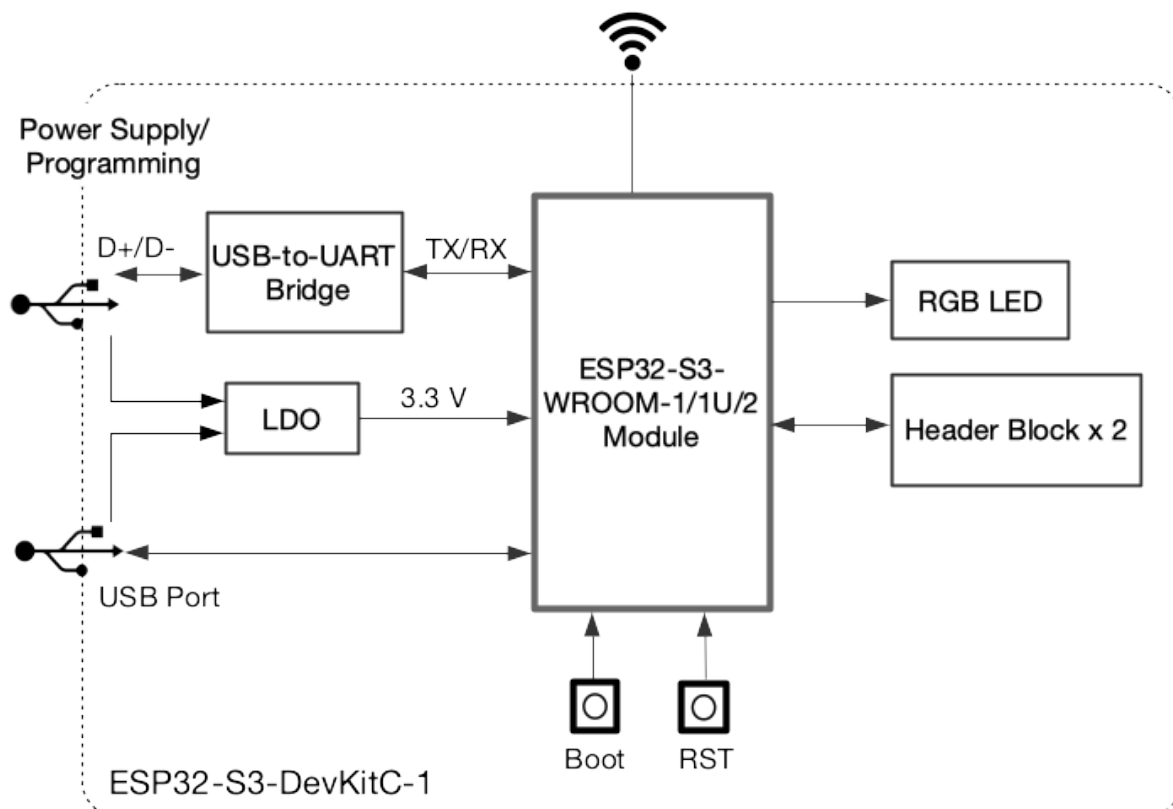 Power Supply/
Programming
D+/D-
USB-to-UART
Bridge
TX/RX
RGB LED
ESP32-S3-
WROOM-1/1U/2
Module
LDO
3.3 V
Header Block x 2
USB Port
Boot
RST
ESP32-S3-DevKitC-1